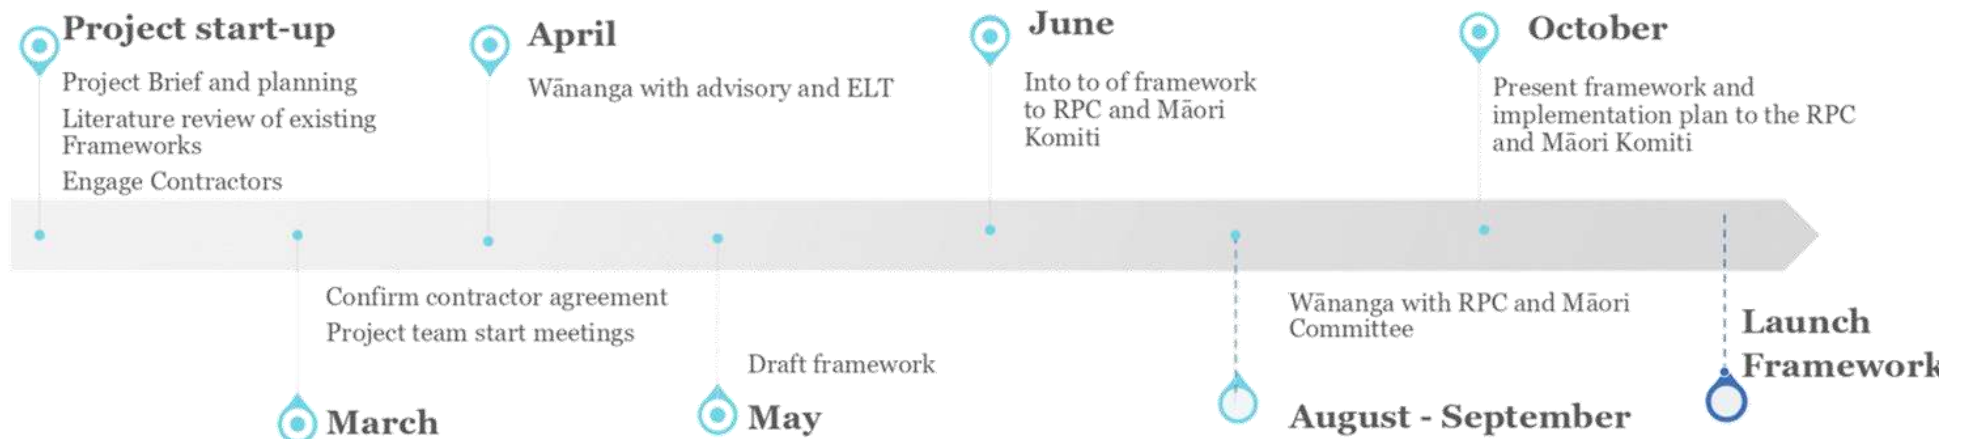 Project start-up
Project Brief and planning
Literature review of existing
Frameworks
Engage Contractors
March
Confirm contractor agreement
Project team start meetings
April
Wānanga with advisory and ELT
May
Draft framework
June
Into to of framework
to RPC and Māori
Komiti
August - September
Wānanga with RPC and Māori
Committee
October
Present framework and
implementation plan to the RPC
and Māori Komiti
Launch
Framework